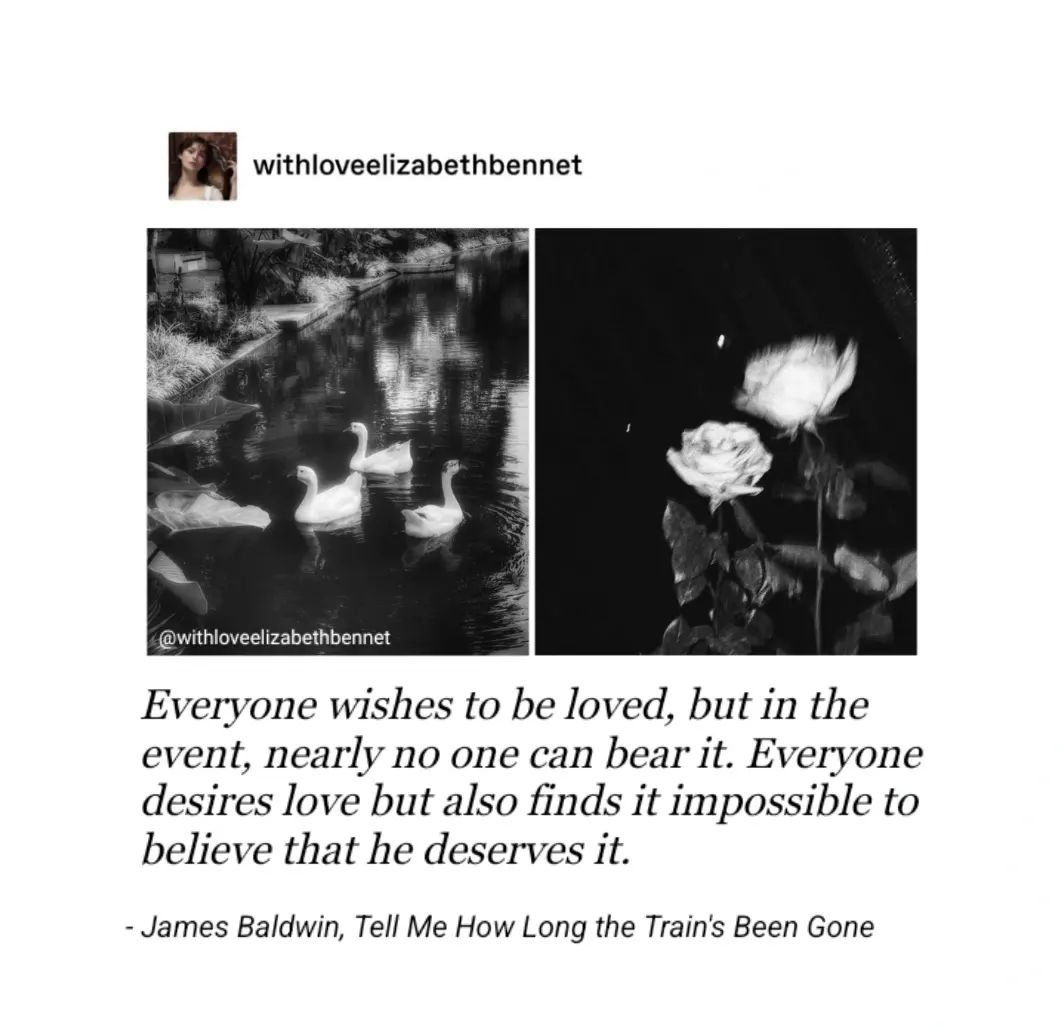 withloveelizabethbennet
@withloveelizabethbennet
Everyone wishes to be loved, but in the
event, nearly no one can bear it. Everyone
desires love but also finds it impossible to
believe that he deserves it.
- James Baldwin, Tell Me How Long the Train's Been Gone